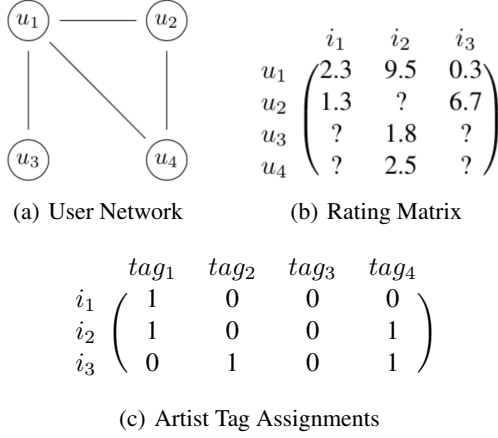 u1 u2
u3 u4
(a) User Network
i1 i2 i3
u1 2.3 9.5 0.3
u2 1.3 ? 6.7
u3 ? 1.8 ?
u4 ? 2.5 ?
(b) Rating Matrix
tag1 tag2 tag3 tag4
i1 1 0 0 0
i2 1 0 0 1
i3 0 1 0 1
(c) Artist Tag Assignments